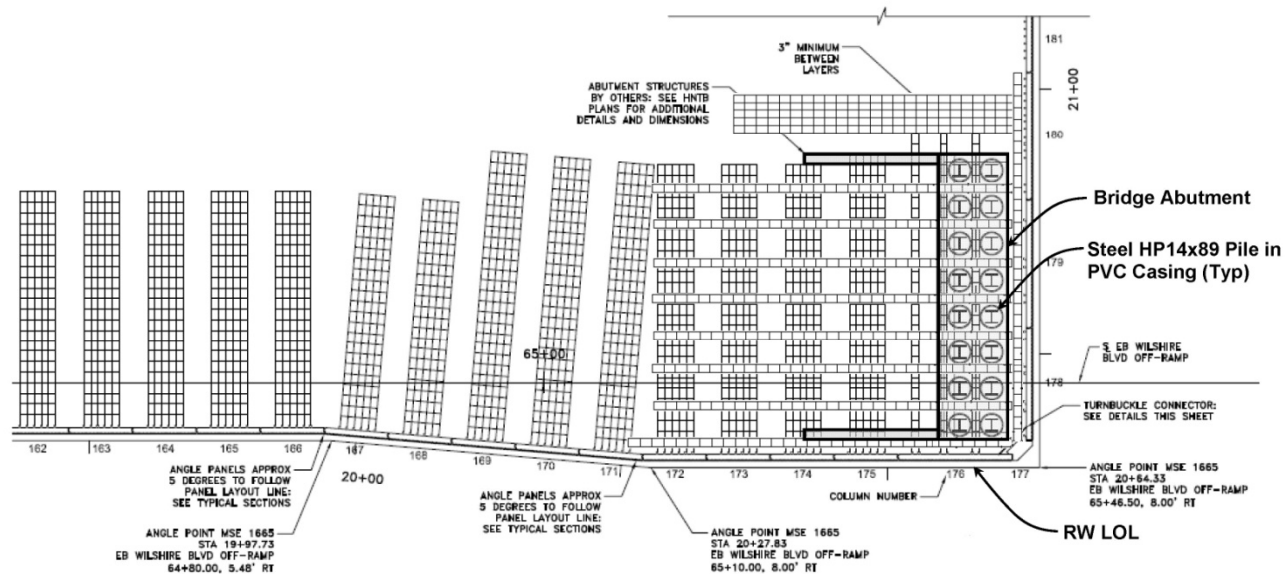 181
3" MINIMUM
BETWEEN
LAYERS
ABUTMENT STRUCTURES
BY OTHERS: SEE HNTB
PLANS FOR ADDITIONAL
DETAILS AND DIMENSIONS
21+00
180
Bridge Abutment
Steel HP14x89 Pile in
PVC Casing (Typ)
179
65+00
EB WILSHIRE
BLVD OFF-RAMP
178
TURNBUCKLE CONNECTOR:
SEE DETAILS THIS SHEET
162
163
164
165
166
167
168
169
170
171
172
173
174
175
176
177
20+00
ANGLE PANELS APPROX
5 DEGREES TO FOLLOW
PANEL LAYOUT LINE:
SEE TYPICAL SECTIONS
ANGLE PANELS APPROX
5 DEGREES TO FOLLOW
PANEL LAYOUT LINE:
SEE TYPICAL SECTIONS
COLUMN NUMBER
ANGLE POINT MSE 1665
STA 20+64.33
EB WILSHIRE BLVD OFF-RAMP
65+46.50, 8.00' RT
RW LOL
ANGLE POINT MSE 1665
STA 19+97.73
EB WILSHIRE BLVD OFF-RAMP
64+80.00, 5.48' RT
ANGLE POINT MSE 1665
STA 20+27.83
EB WILSHIRE BLVD OFF-RAMP
65+10.00, 8.00' RT